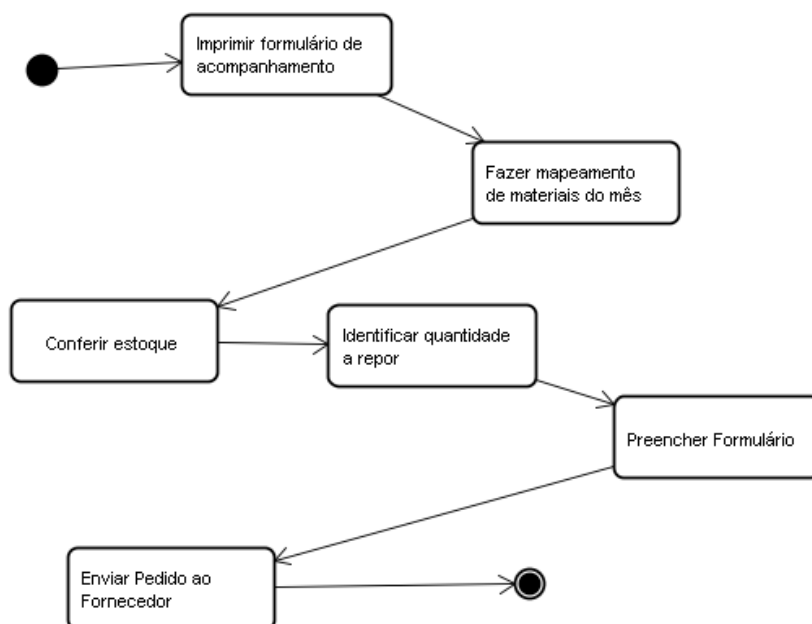 Imprimir formulário de
acompanhamento
Fazer mapeamento
de materiais do mês
Conferir estoque
Identificar quantidade
a repor
Preencher Formulário
Enviar Pedido ao
Fornecedor